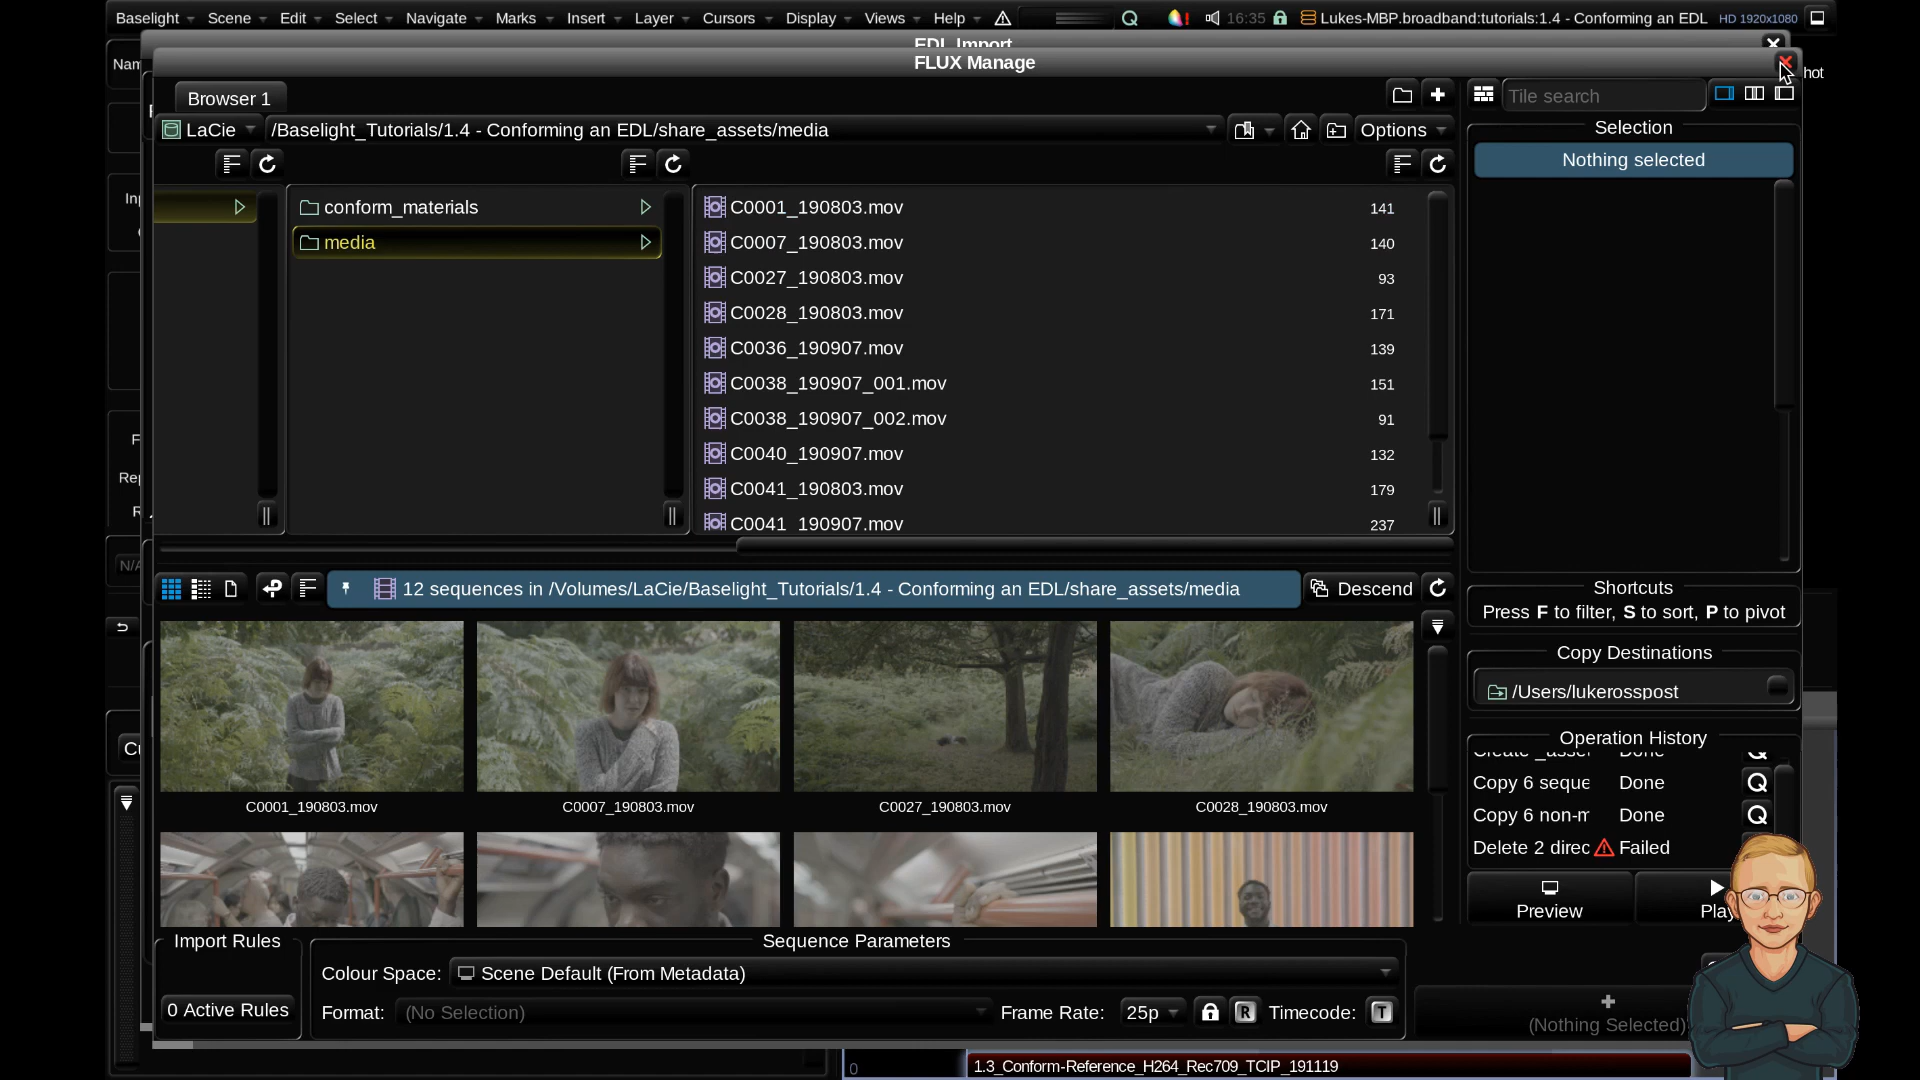 Baselight Scene Edit Select Navigate Marks Insert Layer Cursors Display Views Help 16:35 Lukes-MBP.broadband:tutorials:1.4 - Conforming an EDL HD 1920x1080
EDL Import
FLUX Manage
hot
Browser 1
Tile search
LaCie /Baselight_Tutorials/1.4 - Conforming an EDL/share_assets/media Options
Selection
Nothing selected
conform_materials
media
C0001_190803.mov 141
C0007_190803.mov 140
C0027_190803.mov 93
C0028_190803.mov 171
C0036_190907.mov 139
C0038_190907_001.mov 151
C0038_190907_002.mov 91
C0040_190907.mov 132
C0041_190803.mov 179
C0041_190907.mov 237
12 sequences in /Volumes/LaCie/Baselight_Tutorials/1.4 - Conforming an EDL/share_assets/media Descend
Shortcuts
Press F to filter, S to sort, P to pivot
Copy Destinations
/Users/lukerosspost
Operation History
Done
Copy 6 seque Done
Copy 6 non-m Done
Delete 2 direc Failed
Preview
Play
C0001_190803.mov
C0007_190803.mov
C0027_190803.mov
C0028_190803.mov
Import Rules
0 Active Rules
Sequence Parameters
Colour Space: Scene Default (From Metadata)
Format: (No Selection) Frame Rate: 25p R Timecode: T
(Nothing Selected)
0
1.3_Conform-Reference_H264_Rec709_TCIP_191119